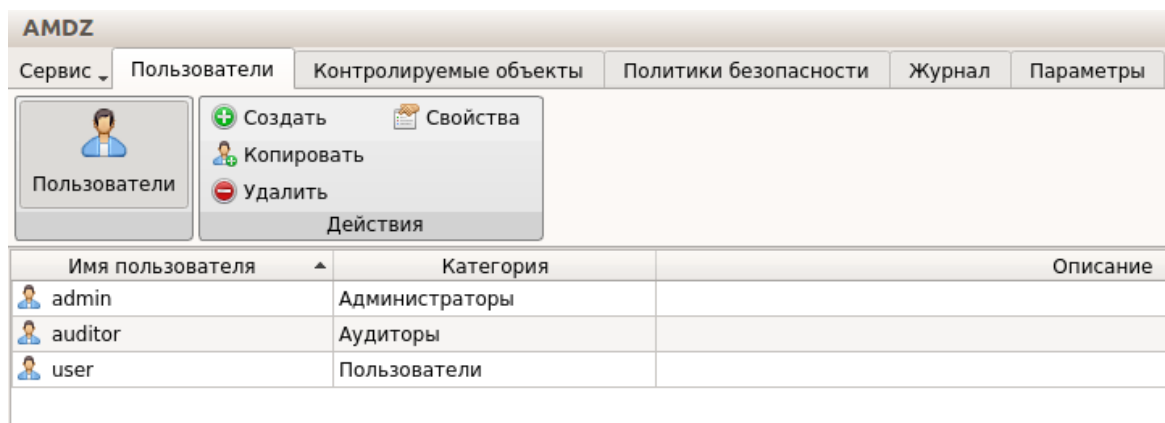 AMDZ
Сервис Пользователи Контролируемые объекты Политики безопасности Журнал Параметры
Создать Свойства
Копировать
Пользователи Удалить
Действия
Имя пользователя Категория Описание
admin Администраторы
auditor Аудиторы
user Пользователи